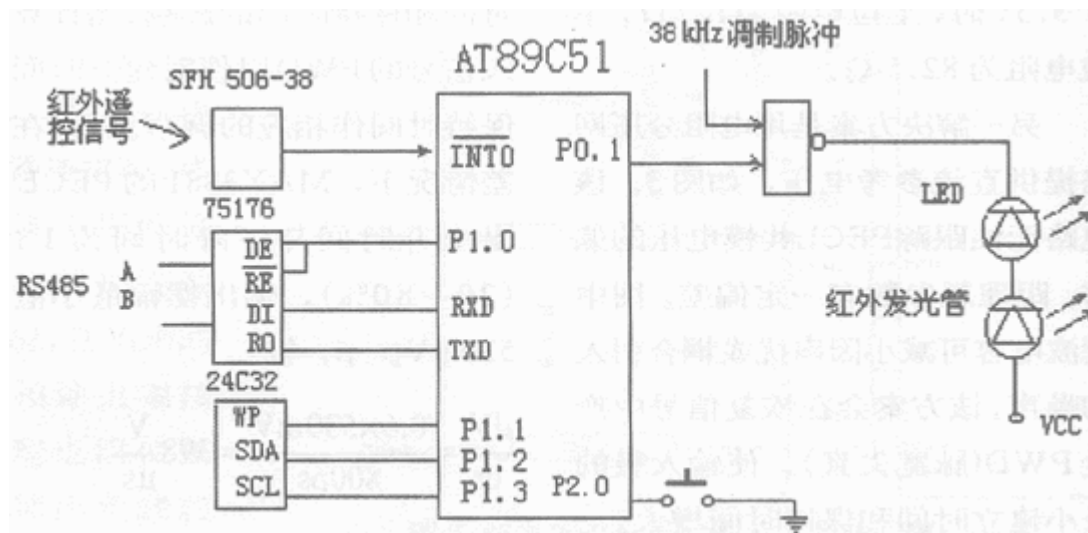 AT89C51
38kHz调制脉冲
SFH 506-38
红外遥
控信号
INT0
P0.1
LED
75176
DE
RE
DI
RO
P1.0
RS485
A
B
RXD
TXD
红外发光管
24C32
WP
SDA
SCL
P1.1
P1.2
P1.3
P2.0
VCC